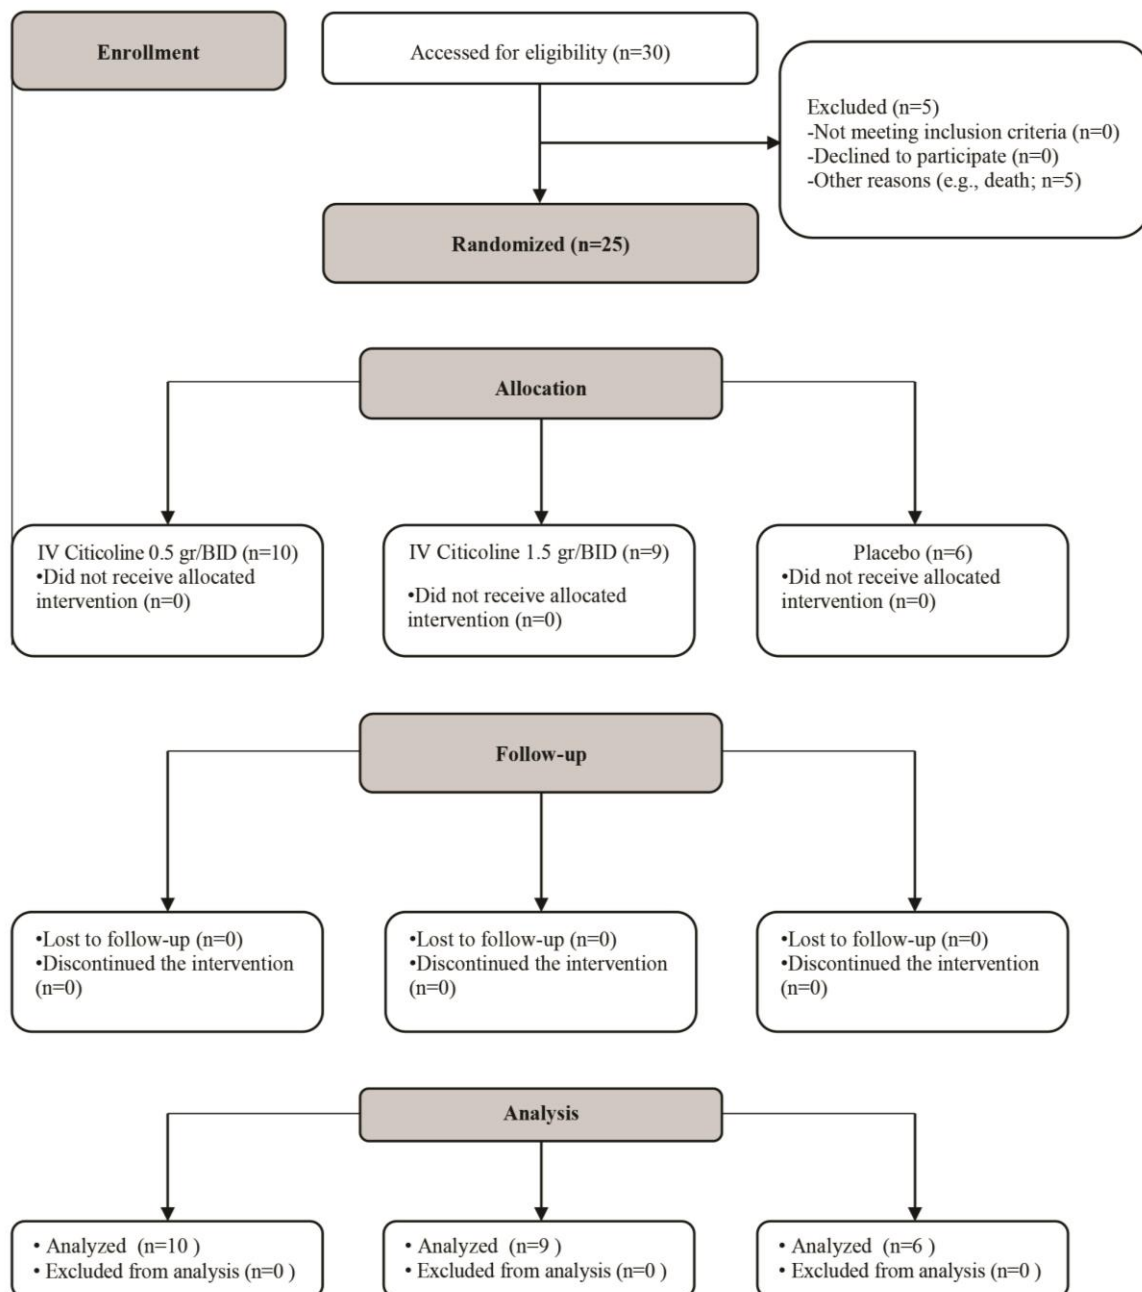 Enrollment
Accessed for eligibility (n=30)
Excluded (n=5)
-Not meeting inclusion criteria (n=0)
-Declined to participate (n=0)
-Other reasons (e.g., death; n=5)
Randomized (n=25)
Allocation
IV Citicoline 0.5 gr/BID (n=10)
•Did not receive allocated
intervention (n=0)
IV Citicoline 1.5 gr/BID (n=9)
•Did not receive allocated
intervention (n=0)
Placebo (n=6)
•Did not receive allocated
intervention (n=0)
Follow-up
•Lost to follow-up (n=0)
•Discontinued the intervention
(n=0)
•Lost to follow-up (n=0)
•Discontinued the intervention
(n=0)
•Lost to follow-up (n=0)
•Discontinued the intervention
(n=0)
Analysis
• Analyzed (n=10 )
• Excluded from analysis (n=0 )
• Analyzed (n=9 )
• Excluded from analysis (n=0 )
• Analyzed (n=6 )
• Excluded from analysis (n=0 )